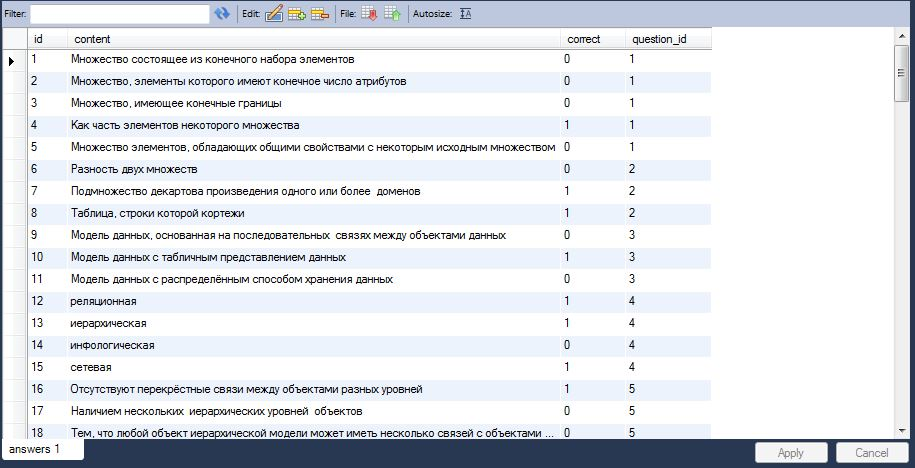 Filter: Edit: File: Autosize:
id content correct question_id
1 Множество состоящее из конечного набора элементов 0 1
2 Множество, элементы которого имеют конечное число атрибутов 0 1
3 Множество, имеющее конечные границы 0 1
4 Как часть элементов некоторого множества 1 1
5 Множество элементов, обладающих общими свойствами с некоторым исходным множеством 0 1
6 Разность двух множеств 0 2
7 Подмножество декартова произведения одного или более доменов 1 2
8 Таблица, строки которой кортежи 1 2
9 Модель данных, основанная на последовательных связях между объектами данных 0 3
10 Модель данных с табличным представлением данных 1 3
11 Модель данных с распределённым способом хранения данных 0 3
12 реляционная 1 4
13 иерархическая 1 4
14 инфологическая 0 4
15 сетевая 1 4
16 Отсутствуют перекрёстные связи между объектами разных уровней 1 5
17 Наличием нескольких иерархических уровней объектов 0 5
18 Тем, что любой объект иерархической модели может иметь несколько связей с объектами ... 0 5
answers 1 Apply Cancel